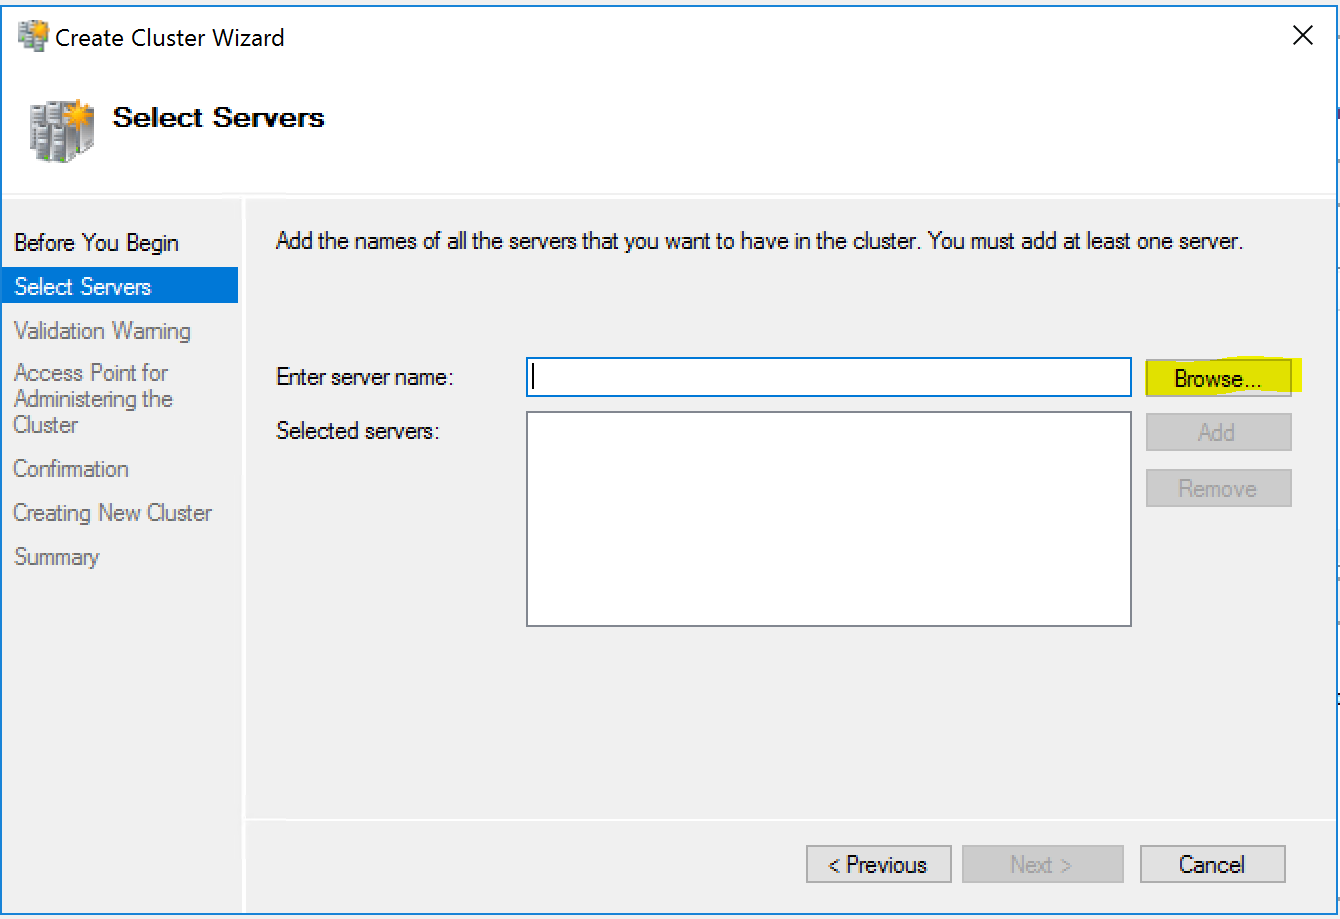 Create Cluster Wizard
Select Servers
Before You Begin
Select Servers
Validation Warning
Access Point for
Administering the
Cluster
Confirmation
Creating New Cluster
Summary
Add the names of all the servers that you want to have in the cluster. You must add at least one server.
Enter server name:
Browse...
Selected servers:
Add
Remove
< Previous
Next >
Cancel